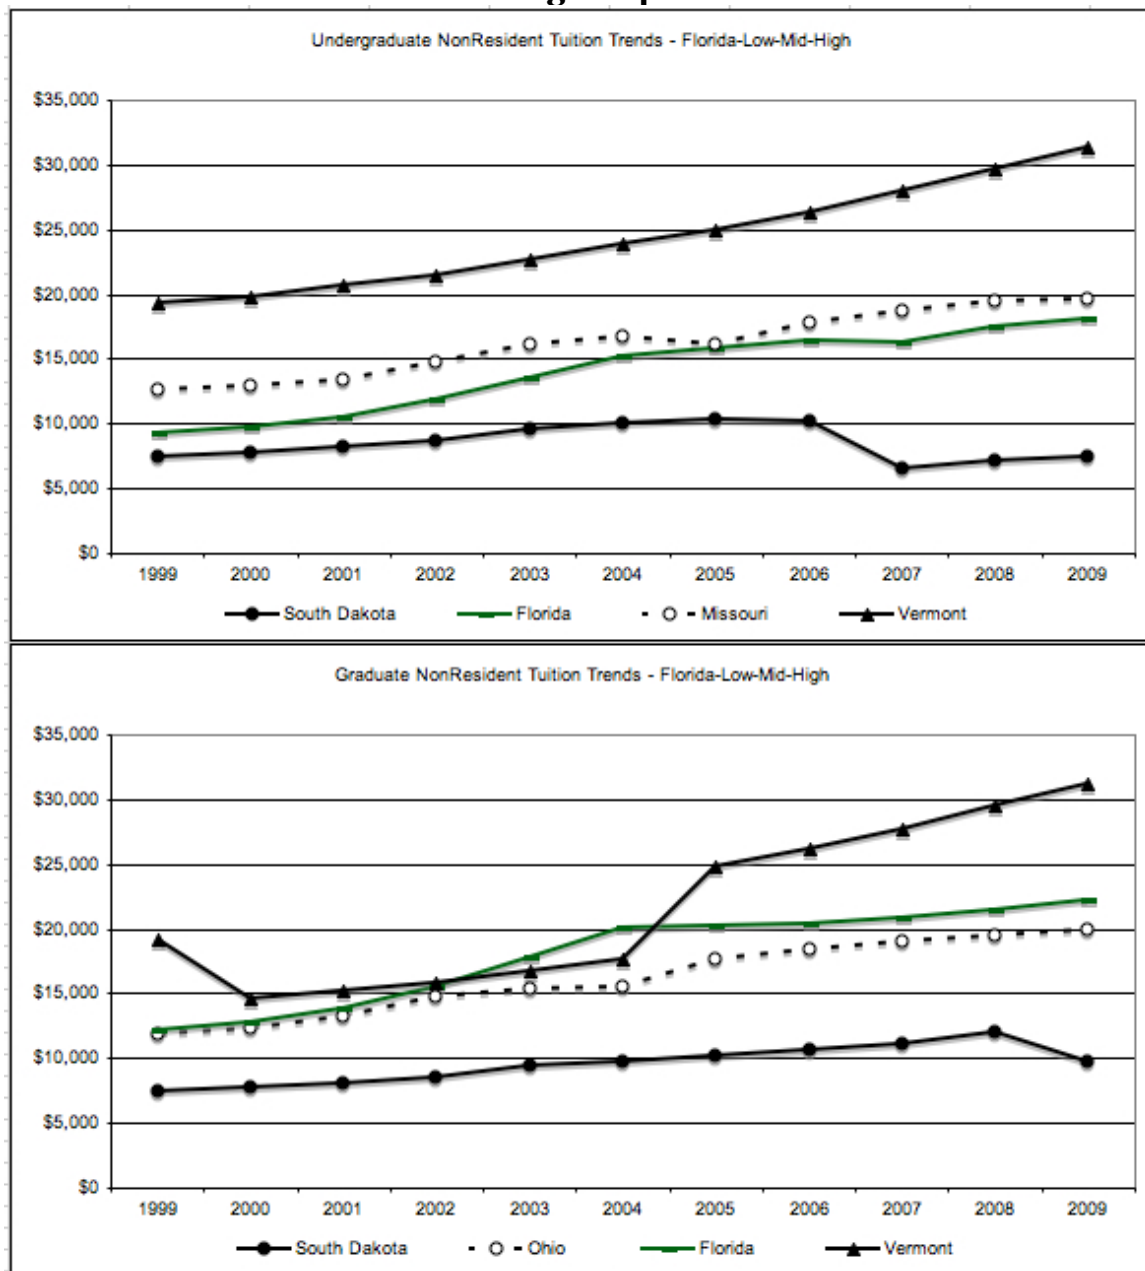 Undergraduate NonResident Tuition Trends - Florida-Low-Mid-High
$35,000
$30,000
$25,000
$20,000
$15,000
$10,000
$5,000
$0
1999 2000 2001 2002 2003 2004 2005 2006 2007 2008 2009
South Dakota Florida Missouri Vermont
Graduate NonResident Tuition Trends - Florida-Low-Mid-High
$35,000
$30,000
$25,000
$20,000
$15,000
$10,000
$5,000
$0
1999 2000 2001 2002 2003 2004 2005 2006 2007 2008 2009
South Dakota Ohio Florida Vermont